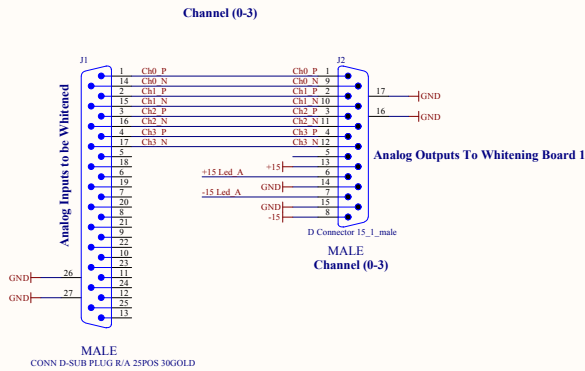 Channel (0-3)
J1
J2
1 Ch0_P Ch0_P 1
14 Ch0_N Ch0_N 9
2 Ch1_P Ch1_P 2
15 Ch1_N Ch1_N 10
3 Ch2_P Ch2_P 3
16 Ch2_N Ch2_N 11
4 Ch3_P Ch3_P 4
17 Ch3_N Ch3_N 12
5 5
18 +15 13
6 +15 Led_A 6
19 GND 14
7 -15 Led_A 7
20 GND 15
8 -15 8
21
9
22
10
23
11
24
12
25
13
17 GND
16 GND
GND 26
GND 27
Analog Inputs to be Whitened
Analog Outputs To Whitening Board 1
D Connector 15_1_male
MALE
Channel (0-3)
MALE
CONN D-SUB PLUG R/A 25POS 30GOLD